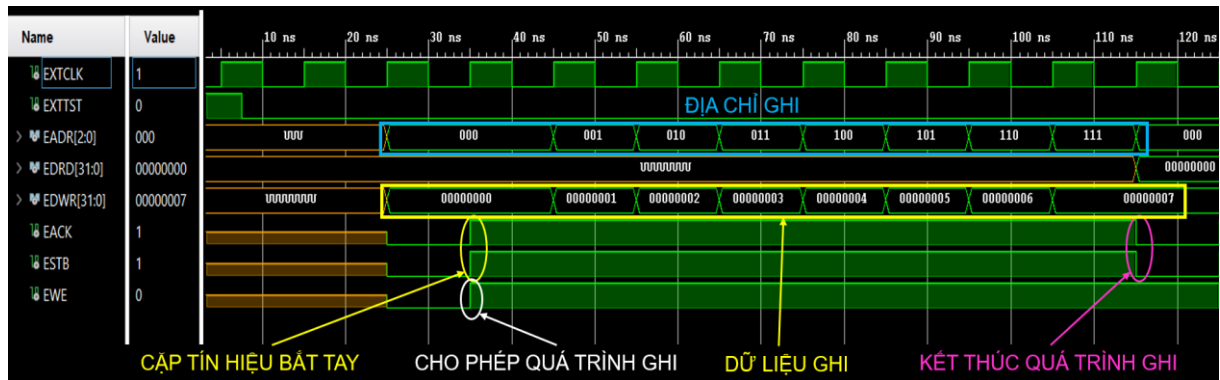 Name Value 10 ns 20 ns 30 ns 40 ns 50 ns 60 ns 70 ns 80 ns 90 ns 100 ns 110 ns 120 ns
EXTCLK 1
EXTTST 0 ĐỊA CHỈ GHI
EADR[2:0] 000 UUU 000 001 010 011 100 101 110 111 000
EDRD[31:0] 00000000 UUUUUUUU 00000000
EDWR[31:0] 00000007 UUUUUUUU 00000000 00000001 00000002 00000003 00000004 00000005 00000006 00000007
EACK 1
ESTB 1
EWE 0
CẶP TÍN HIỆU BẮT TAY CHO PHÉP QUÁ TRÌNH GHI DỮ LIỆU GHI KẾT THÚC QUÁ TRÌNH GHI